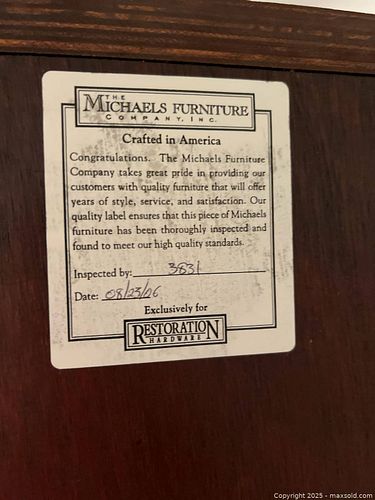 THE
MICHAELS FURNITURE
COMPANY, INC.
Crafted in America
Congratulations. The Michaels Furniture
Company takes great pride in providing our
customers with quality furniture that will offer
years of style, service, and satisfaction. Our
quality label ensures that this piece of Michaels
furniture has been thoroughly inspected and
found to meet our high quality standards.
Inspected by: 3831
Date: 08/23/06
Exclusively for
RESTORATION
HARDWARE
Copyright © 2025 - maxsold.com